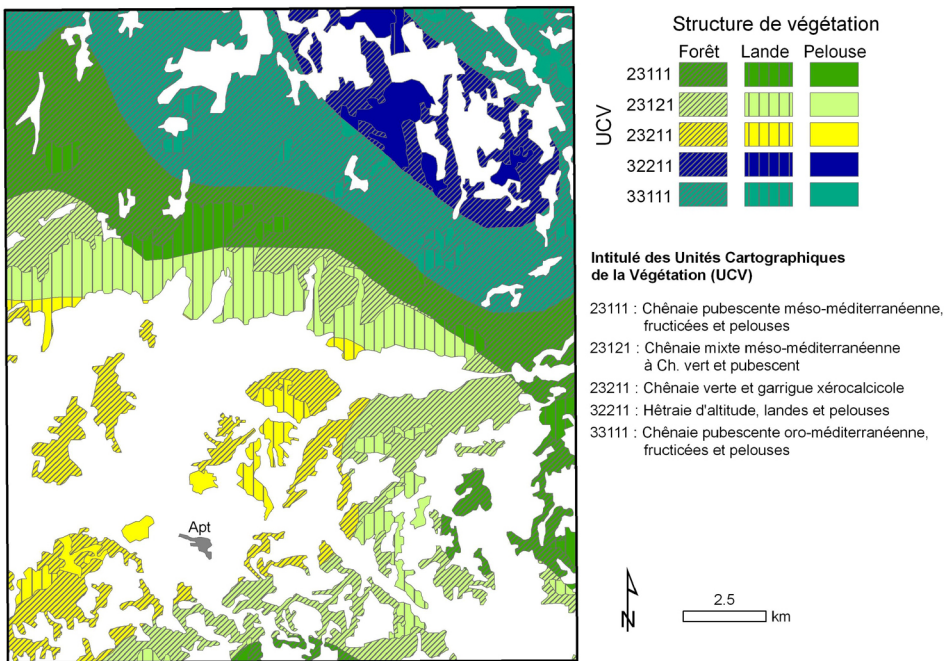 Structure de végétation
Forêt Lande Pelouse
UCV
23111
23121
23211
32211
33111
Intitulé des Unités Cartographiques
de la Végétation (UCV)
23111 : Chênaie pubescente méso-méditerranéenne,
fructicées et pelouses
23121 : Chênaie mixte méso-méditerranéenne
à Ch. vert et pubescent
23211 : Chênaie verte et garrigue xérocalcicole
32211 : Hêtraie d'altitude, landes et pelouses
33111 : Chênaie pubescente oro-méditerranéenne,
fructicées et pelouses
Apt
N
2.5
km